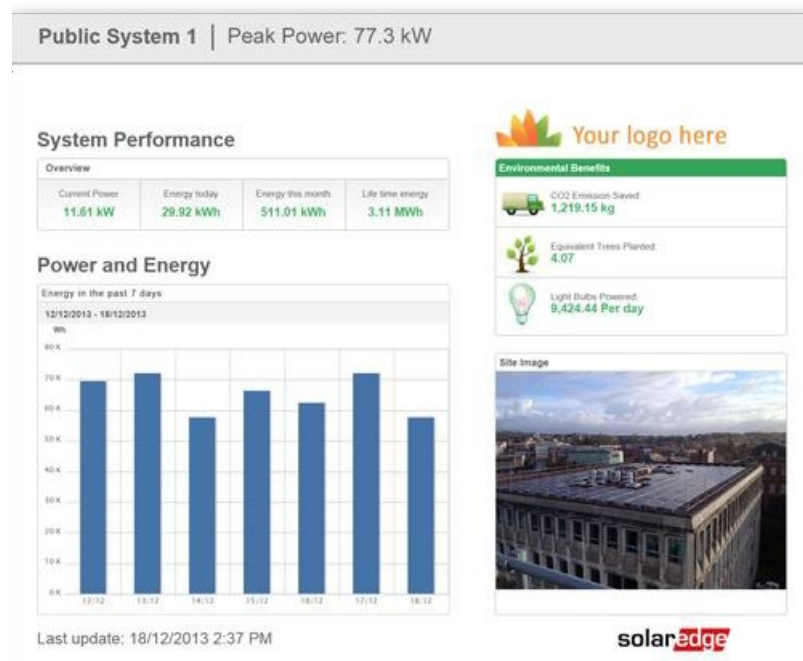 Public System 1 | Peak Power: 77.3 kW
System Performance
Overview
Current Power
11.61 kW
Energy today
29.92 kWh
Energy this month
511.01 kWh
Life time energy
3.11 MWh
Power and Energy
Energy in the past 7 days
12/12/2013 - 18/12/2013
Wh
80 K
70 K
60 K
50 K
40 K
30 K
20 K
10 K
0 K
12/12 13/12 14/12 15/12 16/12 17/12 18/12
Last update: 18/12/2013 2:37 PM
Your logo here
Environmental Benefits
CO2 Emission Saved:
1,219.15 kg
Equivalent Trees Planted:
4.07
Light Bulbs Powered:
9,424.44 Per day
Site Image
solaredge